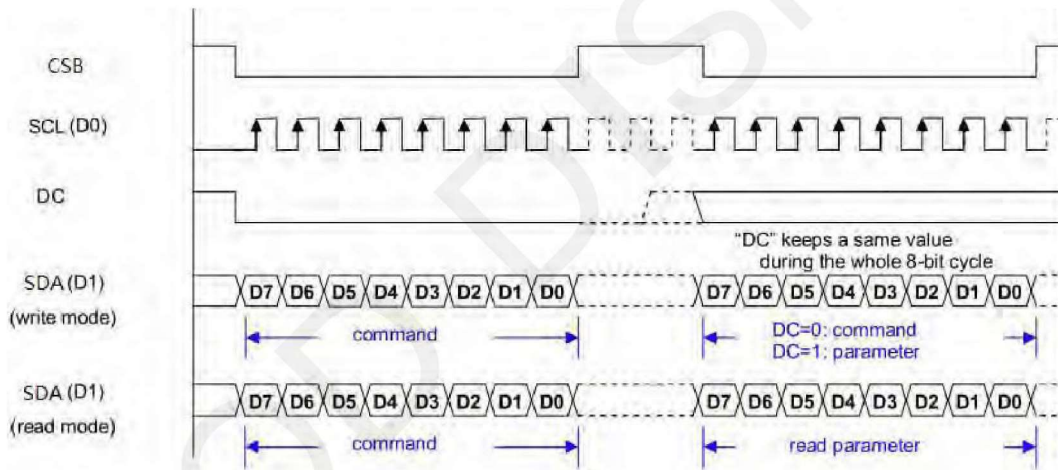 CSB
SCL (D0)
DC
"DC" keeps a same value
during the whole 8-bit cycle
SDA (D1)
(write mode)
D7 D6 D5 D4 D3 D2 D1 D0
D7 D6 D5 D4 D3 D2 D1 D0
command
DC=0: command
DC=1: parameter
SDA (D1)
(read mode)
D7 D6 D5 D4 D3 D2 D1 D0
D7 D6 D5 D4 D3 D2 D1 D0
command
read parameter